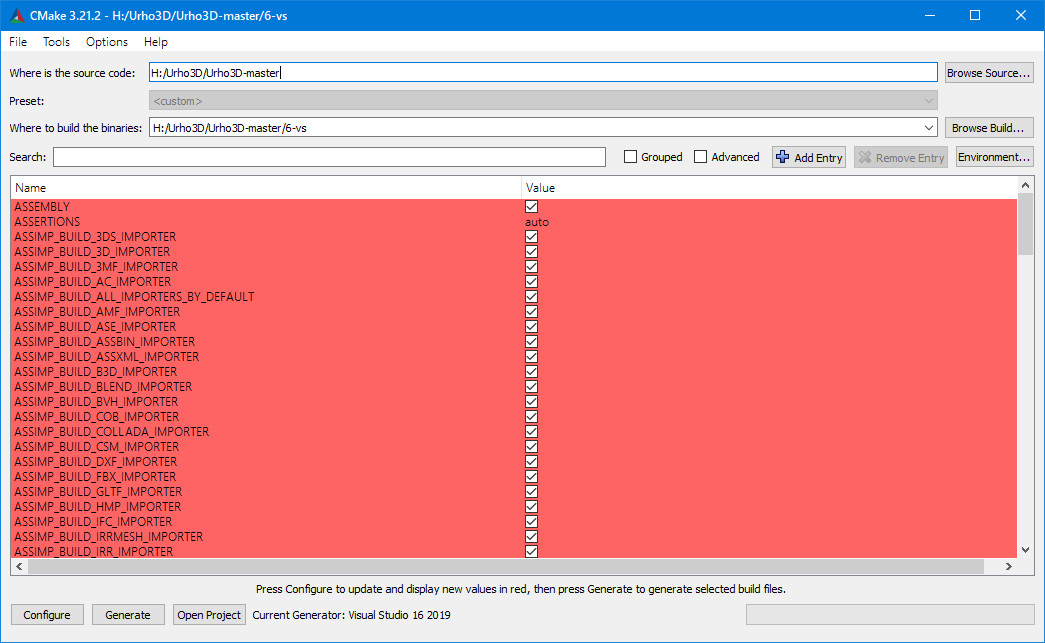 CMake 3.21.2 - H:/Urho3D/Urho3D-master/6-vs
File Tools Options Help
Where is the source code: H:/Urho3D/Urho3D-master Browse Source...
Preset: <custom>
Where to build the binaries: H:/Urho3D/Urho3D-master/6-vs Browse Build...
Search: Grouped Advanced Add Entry Remove Entry Environment...
Name Value
ASSEMBLY
ASSERTIONS auto
ASSIMP_BUILD_3DS_IMPORTER
ASSIMP_BUILD_3D_IMPORTER
ASSIMP_BUILD_3MF_IMPORTER
ASSIMP_BUILD_AC_IMPORTER
ASSIMP_BUILD_ALL_IMPORTERS_BY_DEFAULT
ASSIMP_BUILD_AMF_IMPORTER
ASSIMP_BUILD_ASE_IMPORTER
ASSIMP_BUILD_ASSBIN_IMPORTER
ASSIMP_BUILD_ASSXML_IMPORTER
ASSIMP_BUILD_B3D_IMPORTER
ASSIMP_BUILD_BLEND_IMPORTER
ASSIMP_BUILD_BVH_IMPORTER
ASSIMP_BUILD_COB_IMPORTER
ASSIMP_BUILD_COLLADA_IMPORTER
ASSIMP_BUILD_CSM_IMPORTER
ASSIMP_BUILD_DXF_IMPORTER
ASSIMP_BUILD_FBX_IMPORTER
ASSIMP_BUILD_GLTF_IMPORTER
ASSIMP_BUILD_HMP_IMPORTER
ASSIMP_BUILD_IFC_IMPORTER
ASSIMP_BUILD_IRRMESH_IMPORTER
ASSIMP_BUILD_IRR_IMPORTER
Press Configure to update and display new values in red, then press Generate to generate selected build files.
Configure Generate Open Project Current Generator: Visual Studio 16 2019